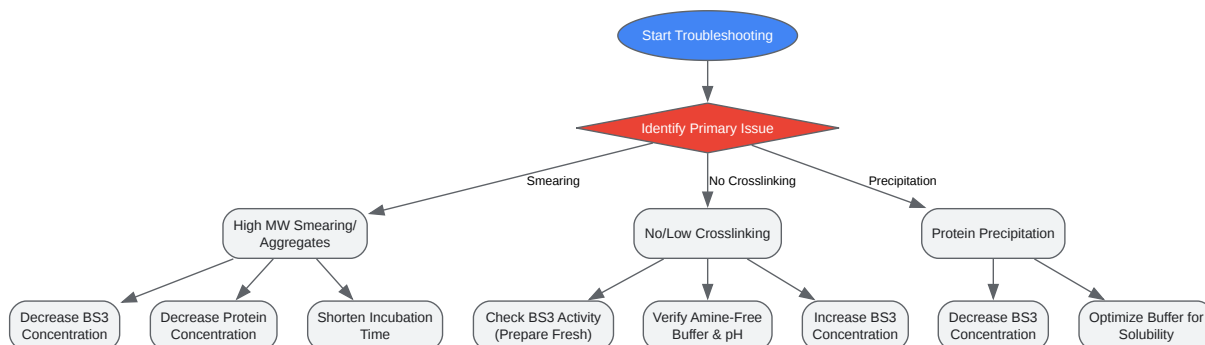 Start Troubleshooting
Identify Primary Issue
Smearing
No Crosslinking
Precipitation
High MW Smearing/
Aggregates
No/Low Crosslinking
Protein Precipitation
Decrease BS3
Concentration
Decrease Protein
Concentration
Shorten Incubation
Time
Check BS3 Activity
(Prepare Fresh)
Verify Amine-Free
Buffer & pH
Increase BS3
Concentration
Decrease BS3
Concentration
Optimize Buffer for
Solubility